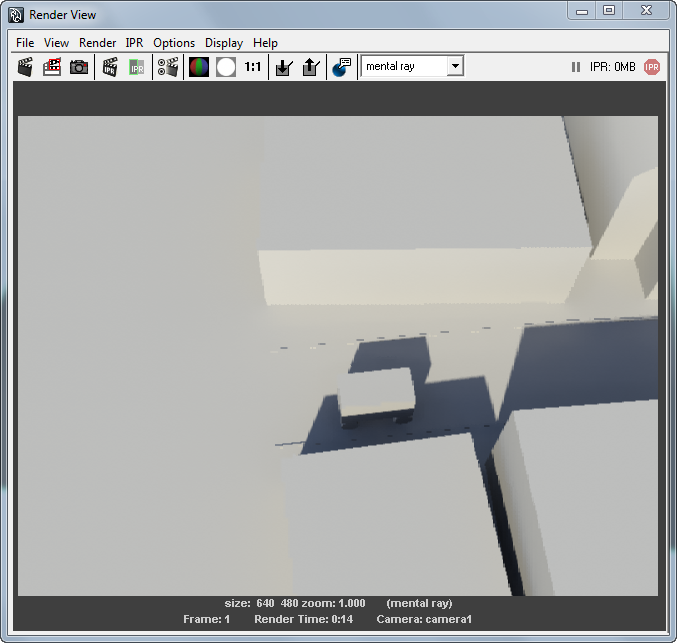 Render View
File View Render IPR Options Display Help
IPR IPR 1:1 mental ray IPR: 0MB IPR
size: 640 480 zoom: 1.000 (mental ray)
Frame: 1 Render Time: 0:14 Camera: camera1